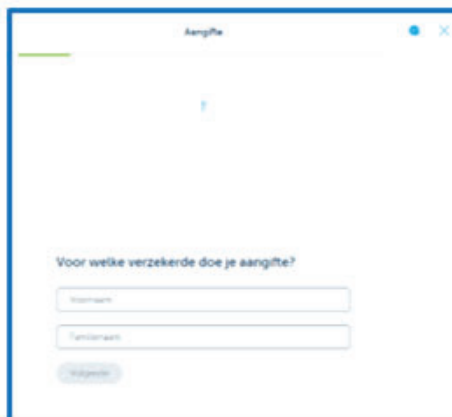 Aangifte
Voor welke verzekerde doe je aangifte?
Voornaam
Familienaam
Volgende